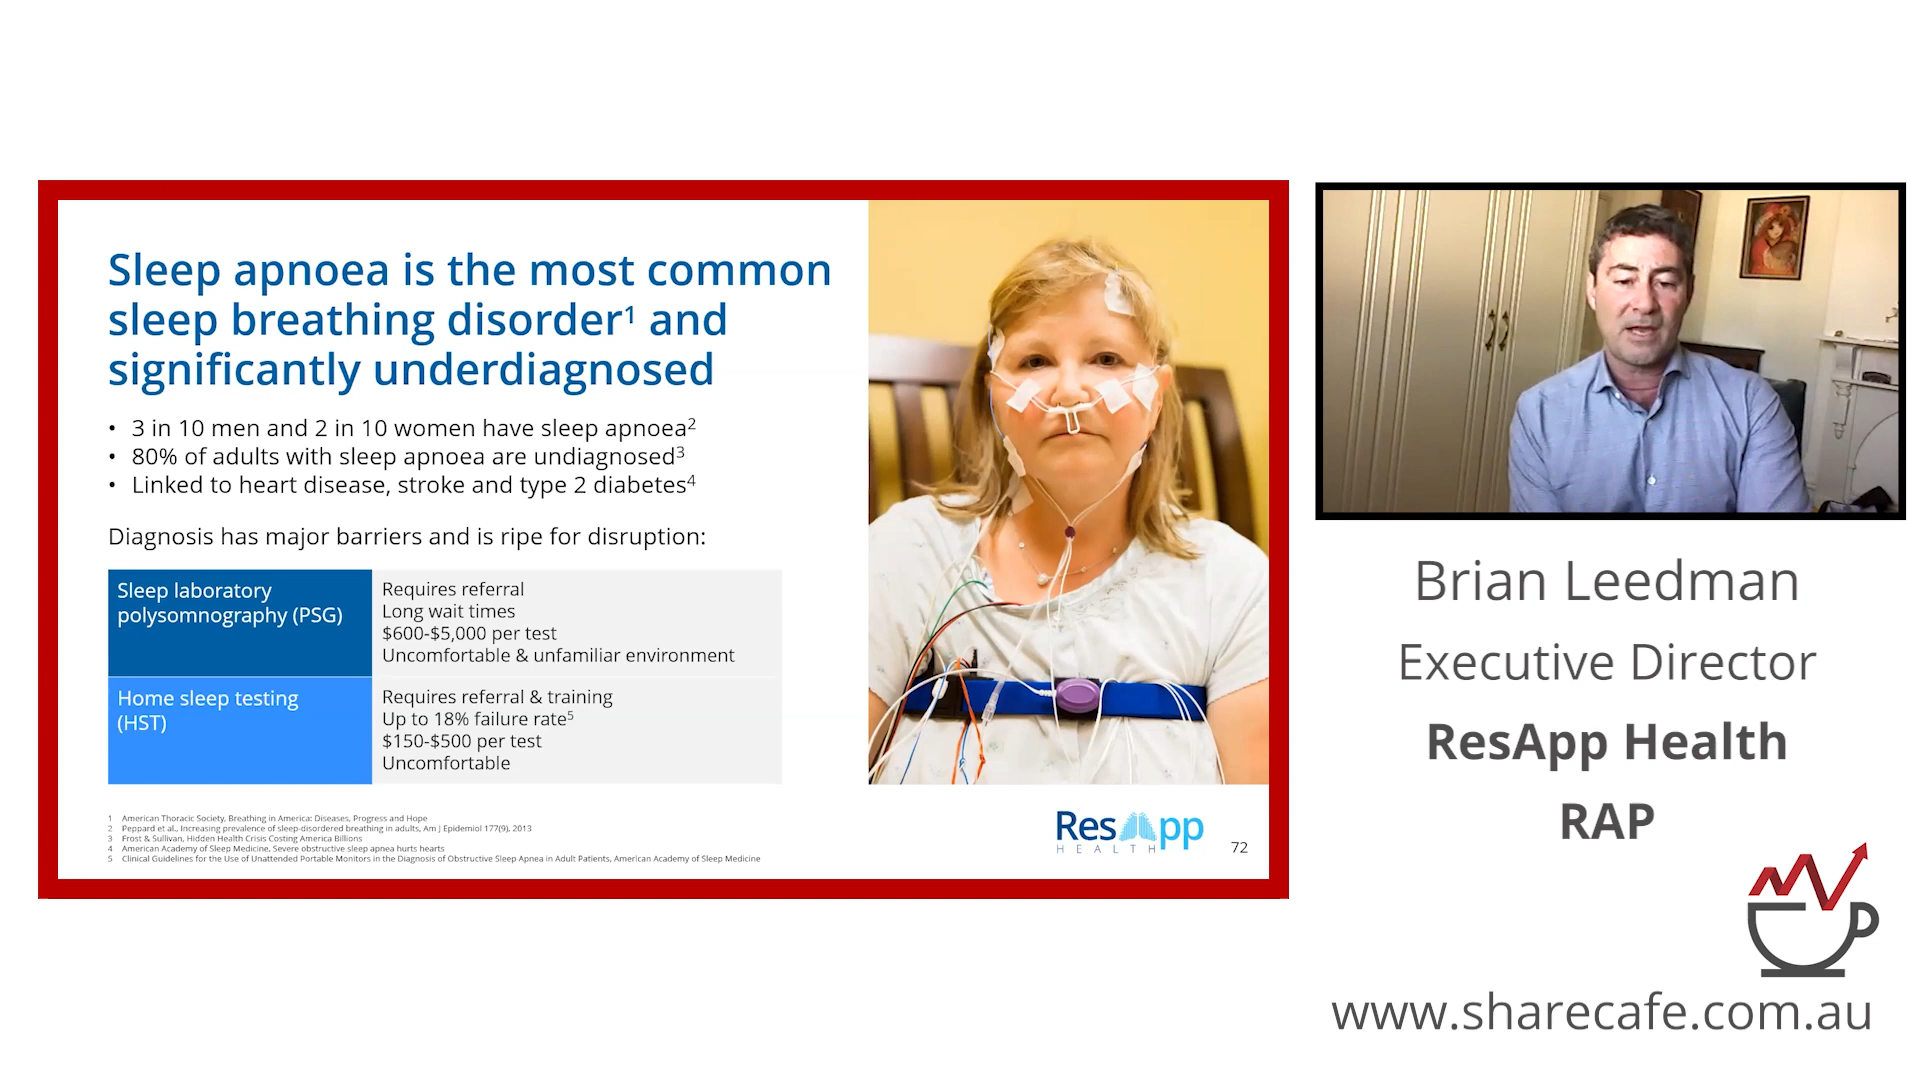 Sleep apnoea is the most common
sleep breathing disorder¹ and
significantly underdiagnosed
• 3 in 10 men and 2 in 10 women have sleep apnoea²
• 80% of adults with sleep apnoea are undiagnosed³
• Linked to heart disease, stroke and type 2 diabetes⁴
Diagnosis has major barriers and is ripe for disruption:
Sleep laboratory
polysomnography (PSG)
Requires referral
Long wait times
$600-$5,000 per test
Uncomfortable & unfamiliar environment
Home sleep testing
(HST)
Requires referral & training
Up to 18% failure rate⁵
$150-$500 per test
Uncomfortable
1 American Thoracic Society, Breathing in America: Diseases, Progress and Hope
2 Peppard et al., Increasing prevalence of sleep-disordered breathing in adults, Am J Epidemiol 177(9), 2013
3 Frost & Sullivan, Hidden Health Crisis Costing America Billions
4 American Academy of Sleep Medicine, Severe obstructive sleep apnea hurts hearts
5 Clinical Guidelines for the Use of Unattended Portable Monitors in the Diagnosis of Obstructive Sleep Apnea in Adult Patients, American Academy of Sleep Medicine
ResApp
HEALTH
72
Brian Leedman
Executive Director
ResApp Health
RAP
www.sharecafe.com.au